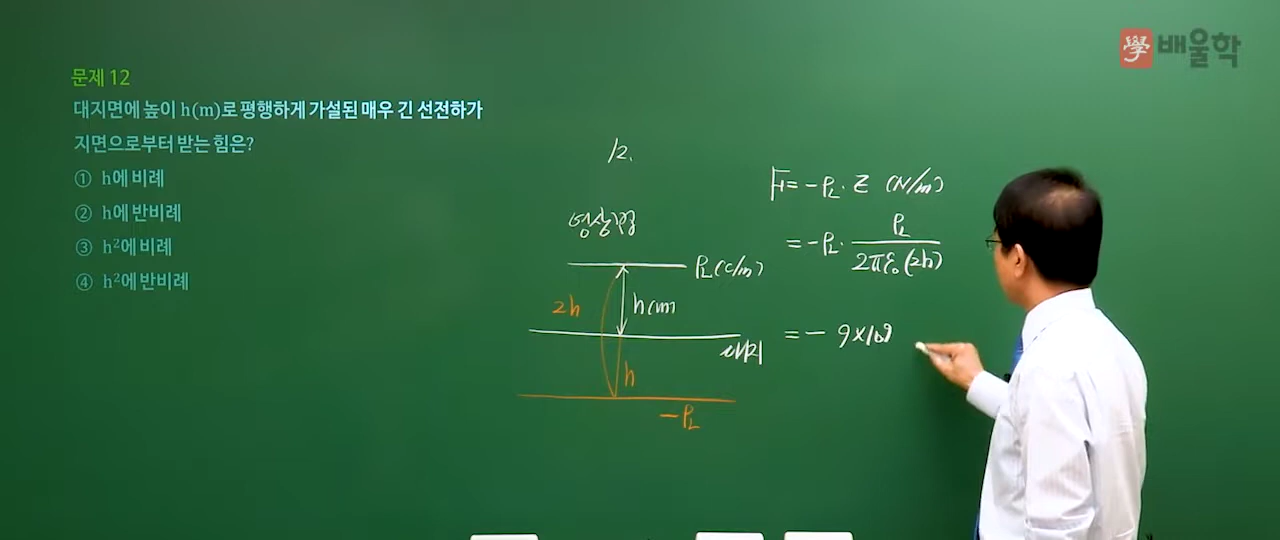 學 배울학
문제 12
대지면에 높이 h(m)로 평행하게 가설된 매우 긴 선전하가
지면으로부터 받는 힘은?
① h에 비례
② h에 반비례
③ h²에 비례
④ h²에 반비례
12.
영상법
ρL(C/m)
2h
h(m)
대지
h
-ρL
F = -ρL · E (N/m)
= -ρL · ρL / 2πε₀(2h)
= - 9×10⁹